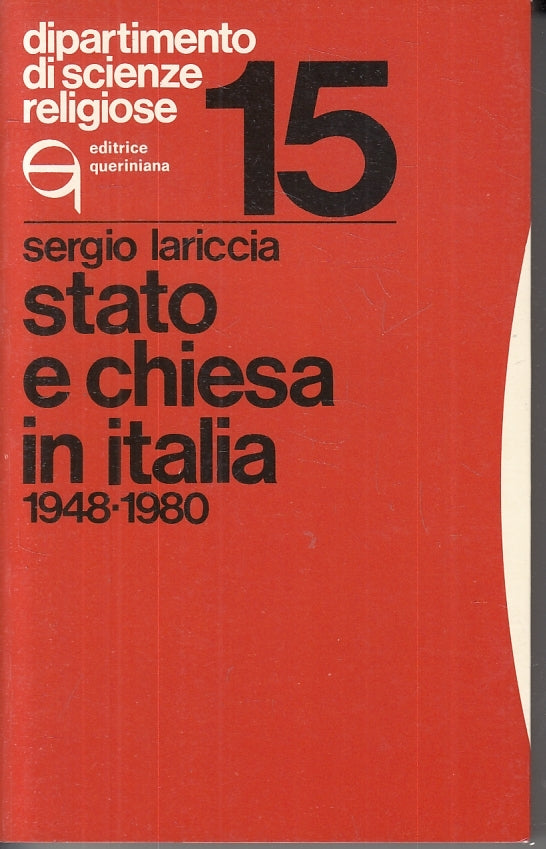 dipartimento
di scienze
religiose
15
editrice
queriniana
sergio lariccia
stato
e chiesa
in italia
1948·1980